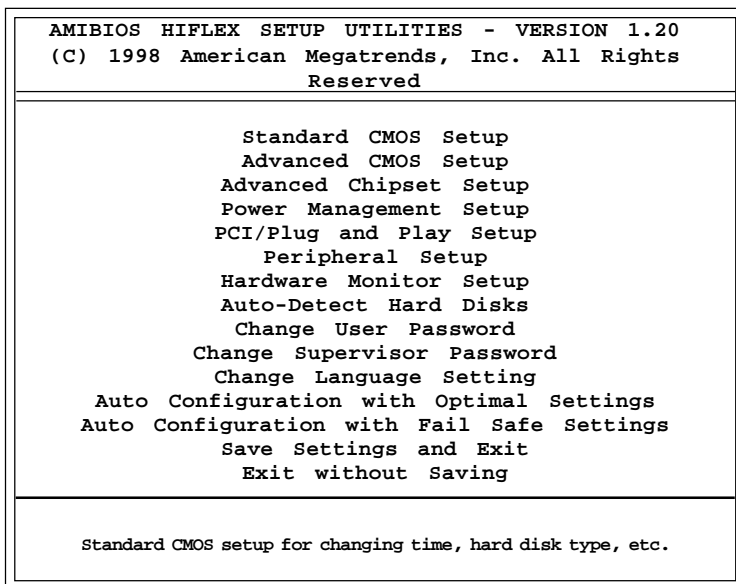 AMIBIOS HIFLEX SETUP UTILITIES - VERSION 1.20
(C) 1998 American Megatrends, Inc. All Rights
Reserved
Standard CMOS Setup
Advanced CMOS Setup
Advanced Chipset Setup
Power Management Setup
PCI/Plug and Play Setup
Peripheral Setup
Hardware Monitor Setup
Auto-Detect Hard Disks
Change User Password
Change Supervisor Password
Change Language Setting
Auto Configuration with Optimal Settings
Auto Configuration with Fail Safe Settings
Save Settings and Exit
Exit without Saving
Standard CMOS setup for changing time, hard disk type, etc.